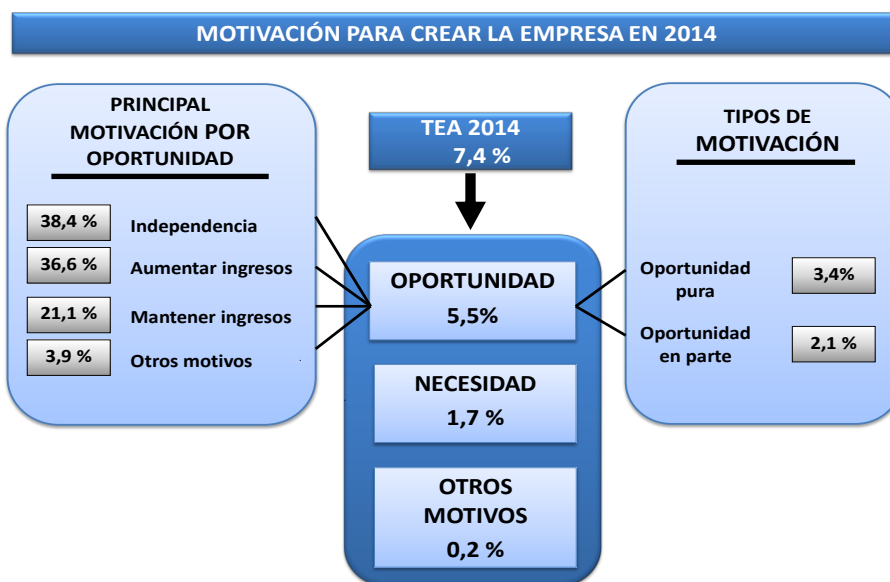 MOTIVACIÓN PARA CREAR LA EMPRESA EN 2014
PRINCIPAL
MOTIVACIÓN POR
OPORTUNIDAD
38,4 % Independencia
36,6 % Aumentar ingresos
21,1 % Mantener ingresos
3,9 % Otros motivos
TEA 2014
7,4 %
OPORTUNIDAD
5,5%
NECESIDAD
1,7 %
OTROS
MOTIVOS
0,2 %
TIPOS DE
MOTIVACIÓN
Oportunidad
pura
3,4%
Oportunidad
en parte
2,1 %